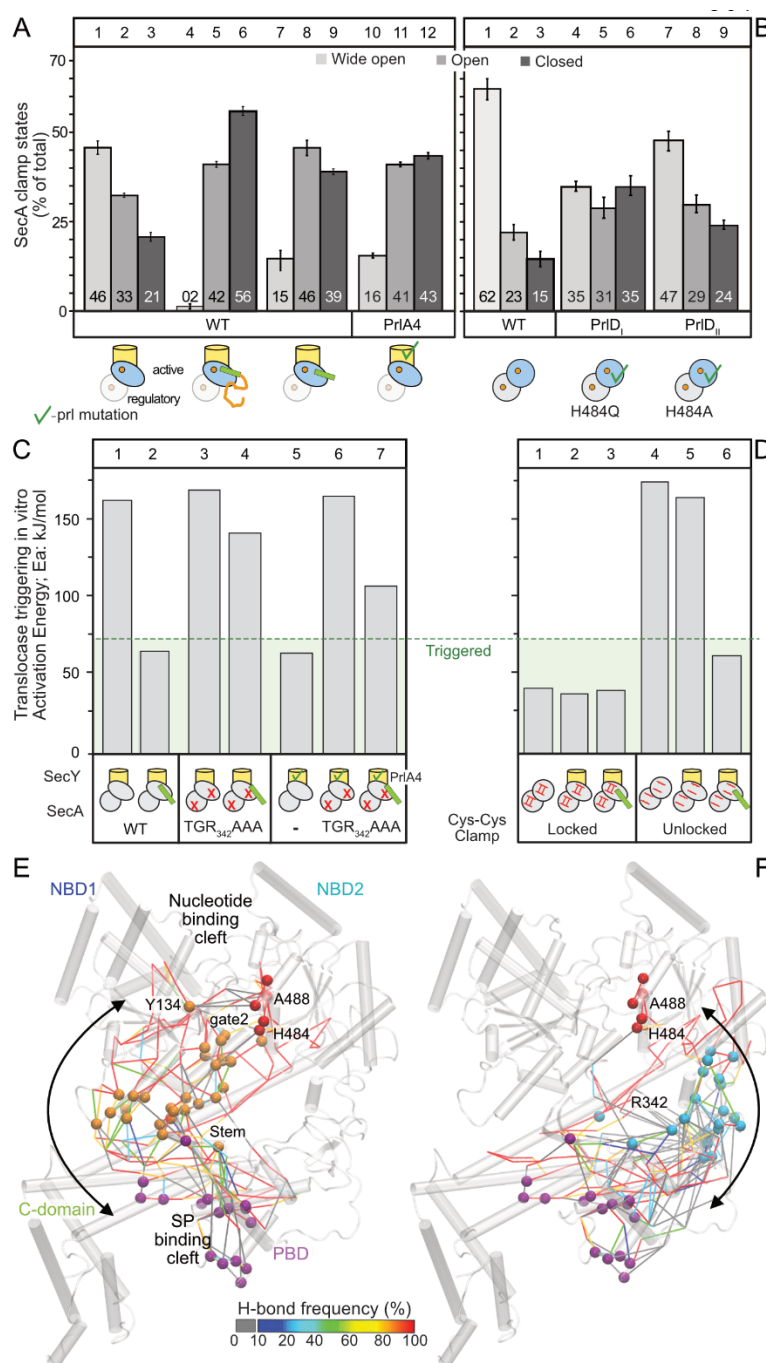 A
B
1 2 3 4 5 6 7 8 9 10 11 12
1 2 3 4 5 6 7 8 9
Wide open Open Closed
SecA clamp states
(% of total)
70
50
25
0
46 33 21 02 42 56 15 46 39 16 41 43
62 23 15 35 31 35 47 29 24
WT PrlA4
WT PrlD_I PrlD_II
active
regulatory
✓-prl mutation
H484Q H484A
C
D
1 2 3 4 5 6 7
1 2 3 4 5 6
Translocase triggering in vitro
Activation Energy; Ea: kJ/mol
150
100
50
0
Triggered
SecY
SecA
PrlA4
X X X X X X X X
WT TGR342AAA - TGR342AAA
Cys-Cys
Clamp
Locked Unlocked
E
F
NBD1
NBD2
Nucleotide
binding
cleft
Y134
A488
gate2
H484
Stem
C-domain
SP
binding
cleft
PBD
A488
H484
R342
H-bond frequency (%)
0 10 20 40 60 80 100